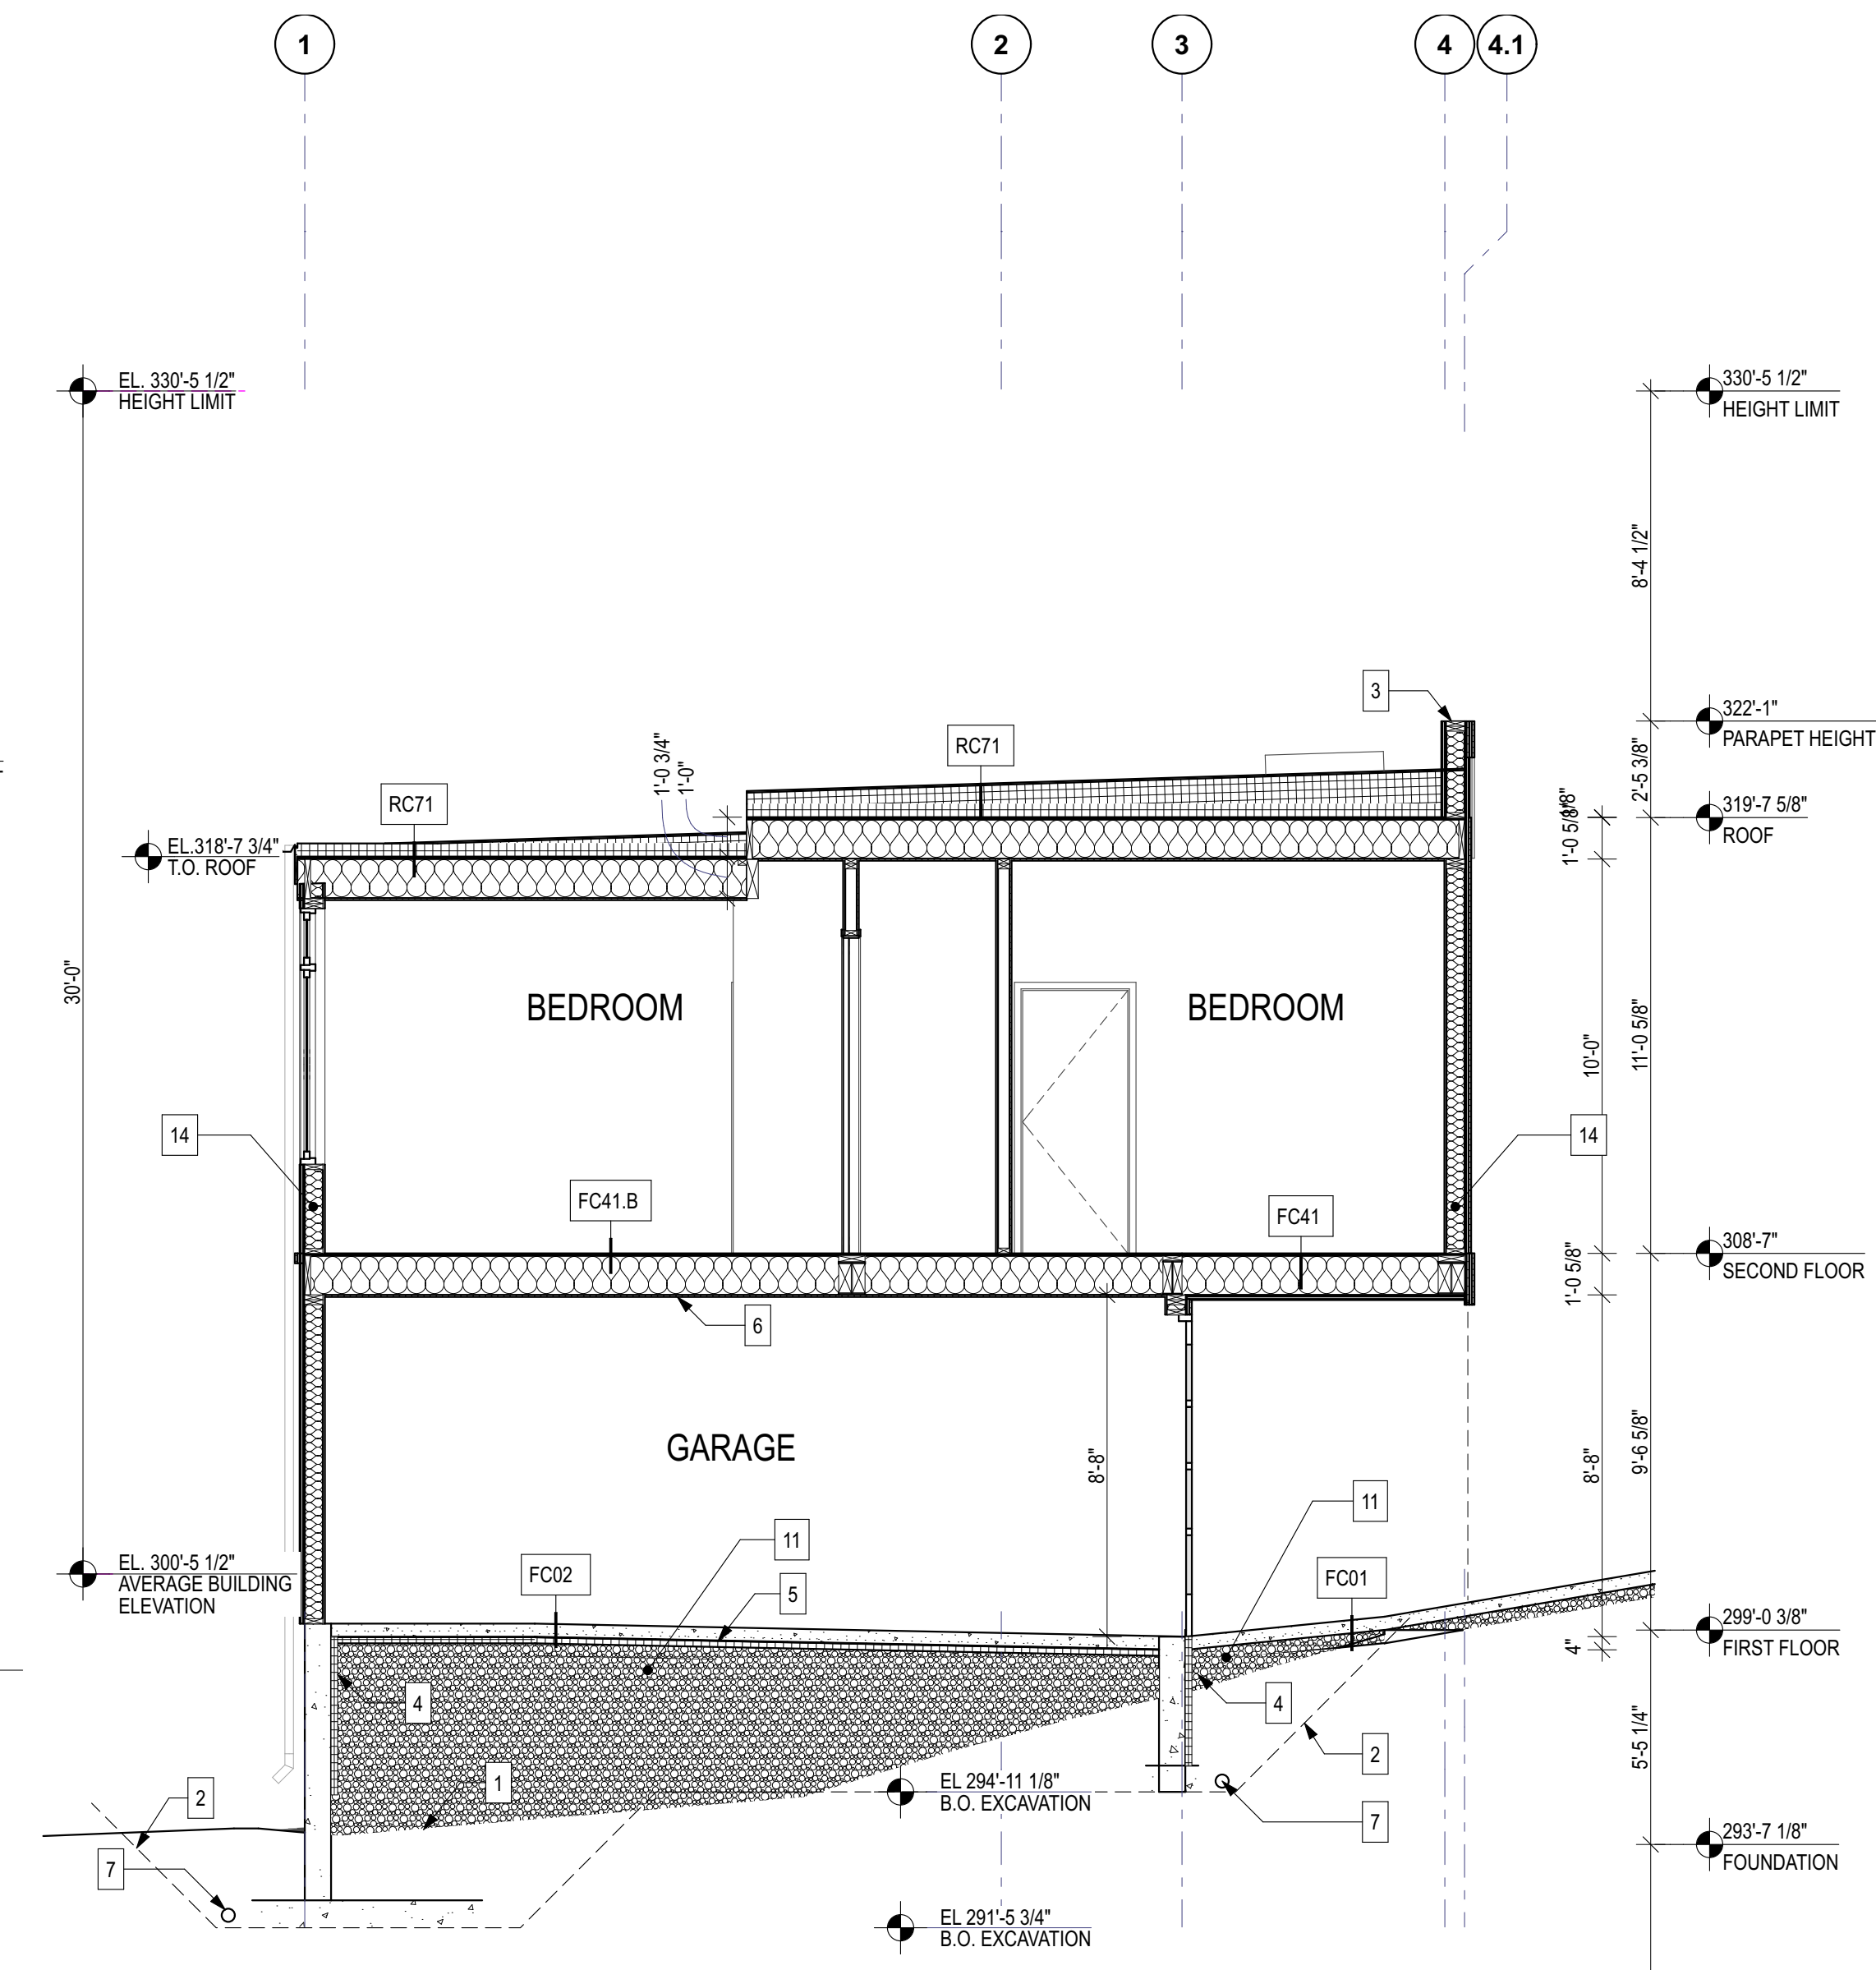 1
2
3
4
4.1
EL. 330'-5 1/2"
HEIGHT LIMIT
330'-5 1/2"
HEIGHT LIMIT
8'-4 1/2"
3
322'-1"
PARAPET HEIGHT
RC71
1'-0 3/4"
1'-0"
RC71
2'-5 3/8"
319'-7 5/8"
ROOF
1'-0 5/8"
EL.318'-7 3/4"
T.O. ROOF
30'-0"
BEDROOM
BEDROOM
10'-0"
11'-0 5/8"
14
14
FC41.B
FC41
308'-7"
SECOND FLOOR
1'-0 5/8"
6
GARAGE
8'-8"
8'-8"
9'-6 5/8"
11
11
EL. 300'-5 1/2"
AVERAGE BUILDING
ELEVATION
FC02
5
FC01
299'-0 3/8"
FIRST FLOOR
4"
4
4
5'-5 1/4"
2
1
2
EL 294'-11 1/8"
B.O. EXCAVATION
7
7
293'-7 1/8"
FOUNDATION
EL 291'-5 3/4"
B.O. EXCAVATION